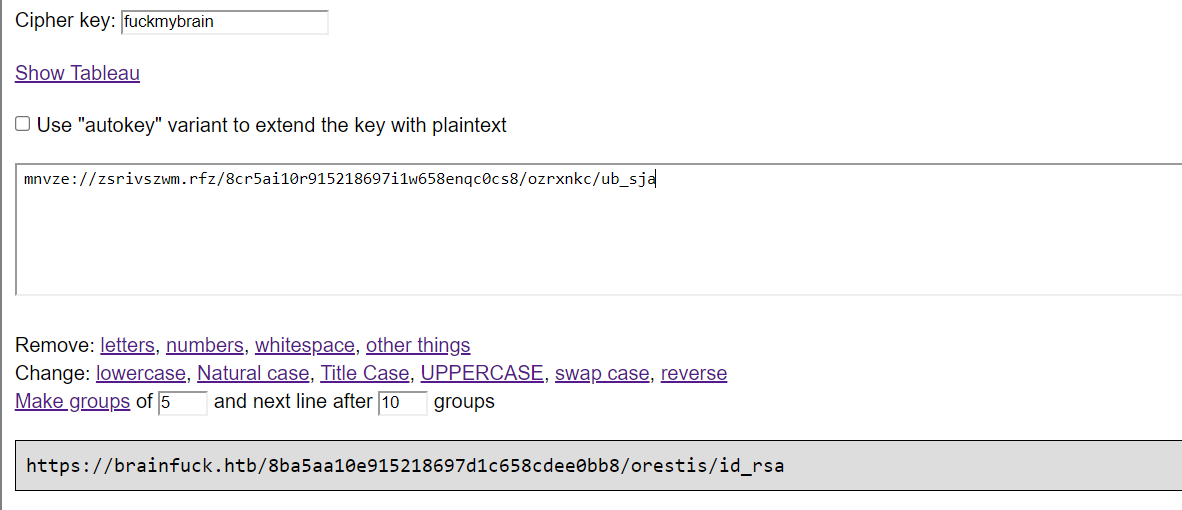 Cipher key: fuckmybrain
Show Tableau
Use "autokey" variant to extend the key with plaintext
mnvze://zsrivszwm.rfz/8cr5ai10r915218697i1w658enqc0cs8/ozrxnkc/ub_sja
Remove: letters, numbers, whitespace, other things
Change: lowercase, Natural case, Title Case, UPPERCASE, swap case, reverse
Make groups of 5 and next line after 10 groups
https://brainfuck.htb/8ba5aa10e915218697d1c658cdee0bb8/orestis/id_rsa